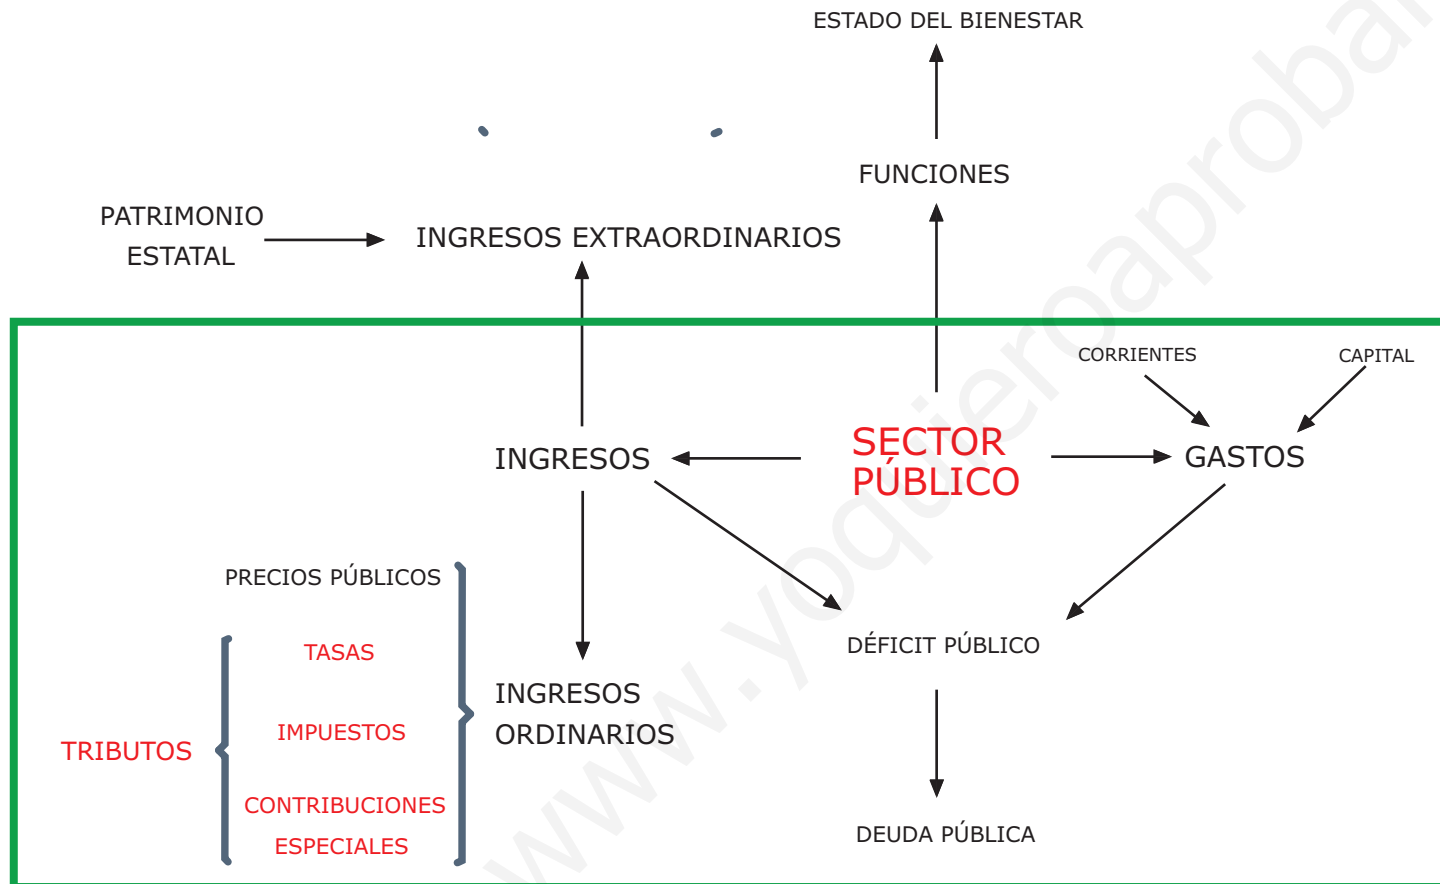 ESTADO DEL BIENESTAR
FUNCIONES
PATRIMONIO
ESTATAL
INGRESOS EXTRAORDINARIOS
CORRIENTES
CAPITAL
INGRESOS
SECTOR
PÚBLICO
GASTOS
PRECIOS PÚBLICOS
TASAS
IMPUESTOS
CONTRIBUCIONES
ESPECIALES
TRIBUTOS
INGRESOS
ORDINARIOS
DÉFICIT PÚBLICO
DEUDA PÚBLICA
www.yoquieroaprobar